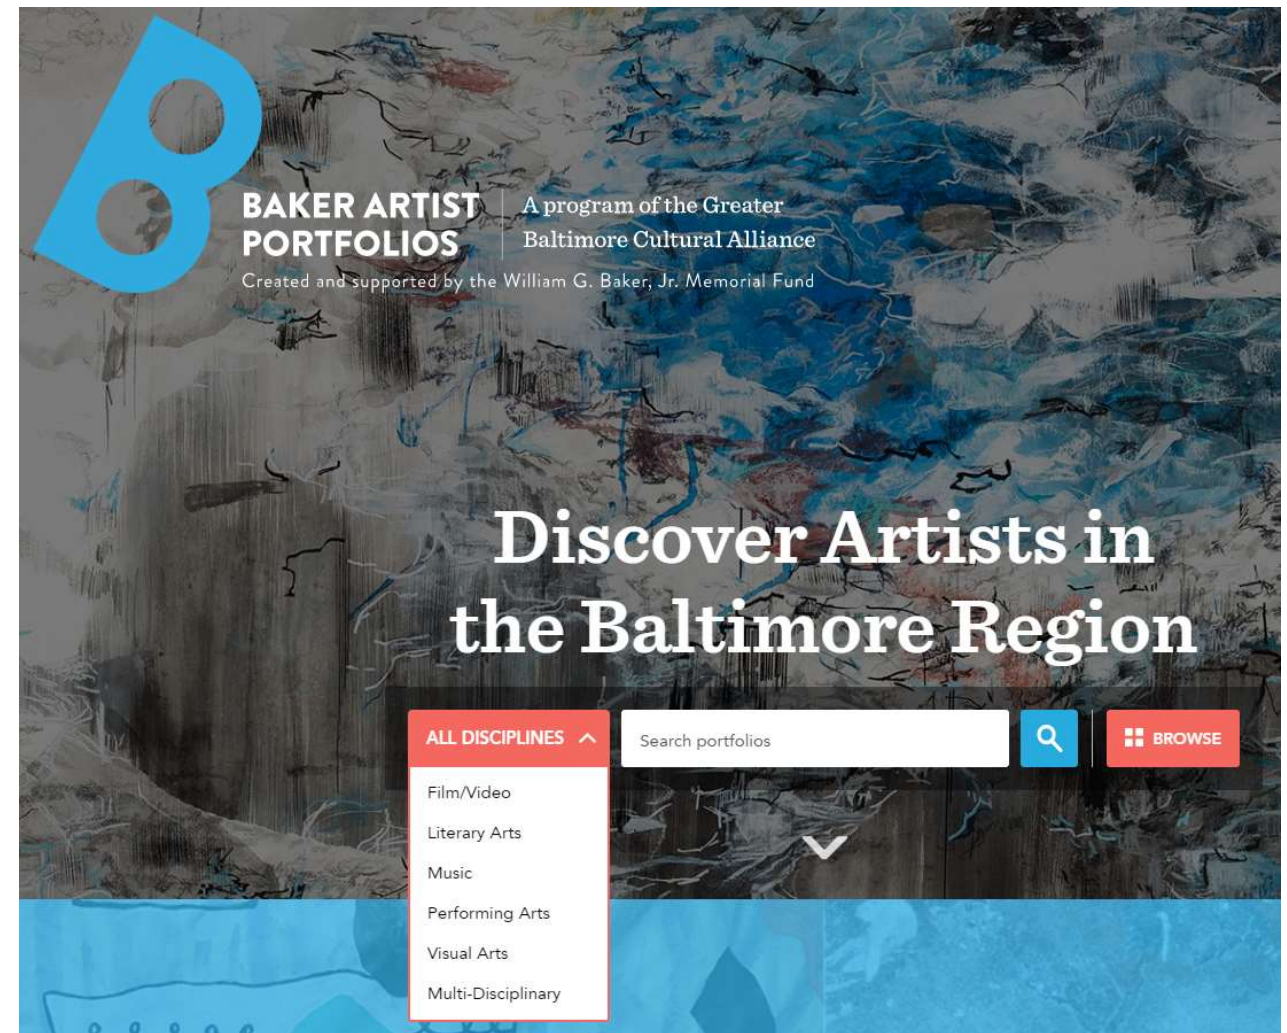 BAKER ARTIST
PORTFOLIOS
A program of the Greater
Baltimore Cultural Alliance
Created and supported by the William G. Baker, Jr. Memorial Fund
Discover Artists in
the Baltimore Region
ALL DISCIPLINES
Search portfolios
BROWSE
Film/Video
Literary Arts
Music
Performing Arts
Visual Arts
Multi-Disciplinary